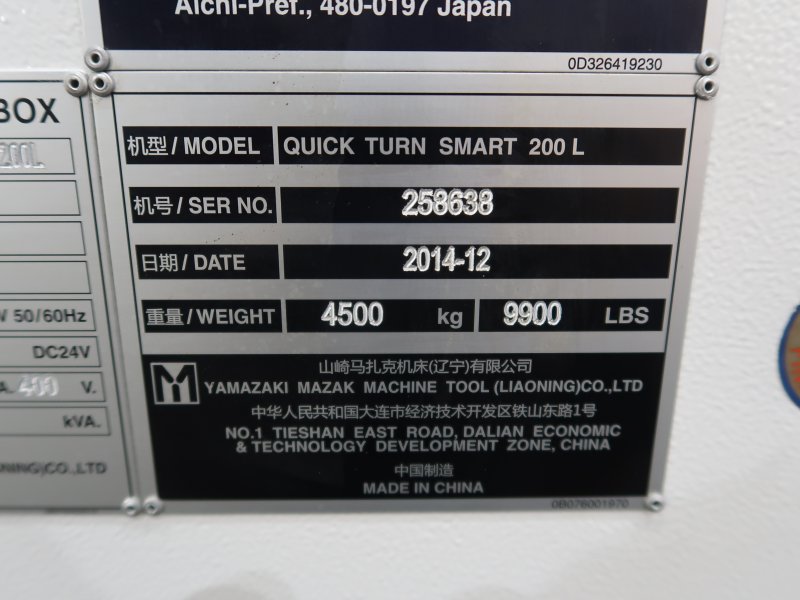 Aichi-Pref., 480-0197 Japan
0D326419230
BOX
200L
50/60Hz
DC24V
400 V.
kVA.
CO.,LTD
机型/MODEL QUICK TURN SMART 200 L
机号/SER NO. 258638
日期/DATE 2014-12
重量/WEIGHT 4500 kg 9900 LBS
山崎马扎克机床(辽宁)有限公司
YAMAZAKI MAZAK MACHINE TOOL (LIAONING)CO.,LTD
中华人民共和国大连市经济技术开发区铁山东路1号
NO.1 TIESHAN EAST ROAD, DALIAN ECONOMIC
& TECHNOLOGY DEVELOPMENT ZONE, CHINA
中国制造
MADE IN CHINA
0B076001970